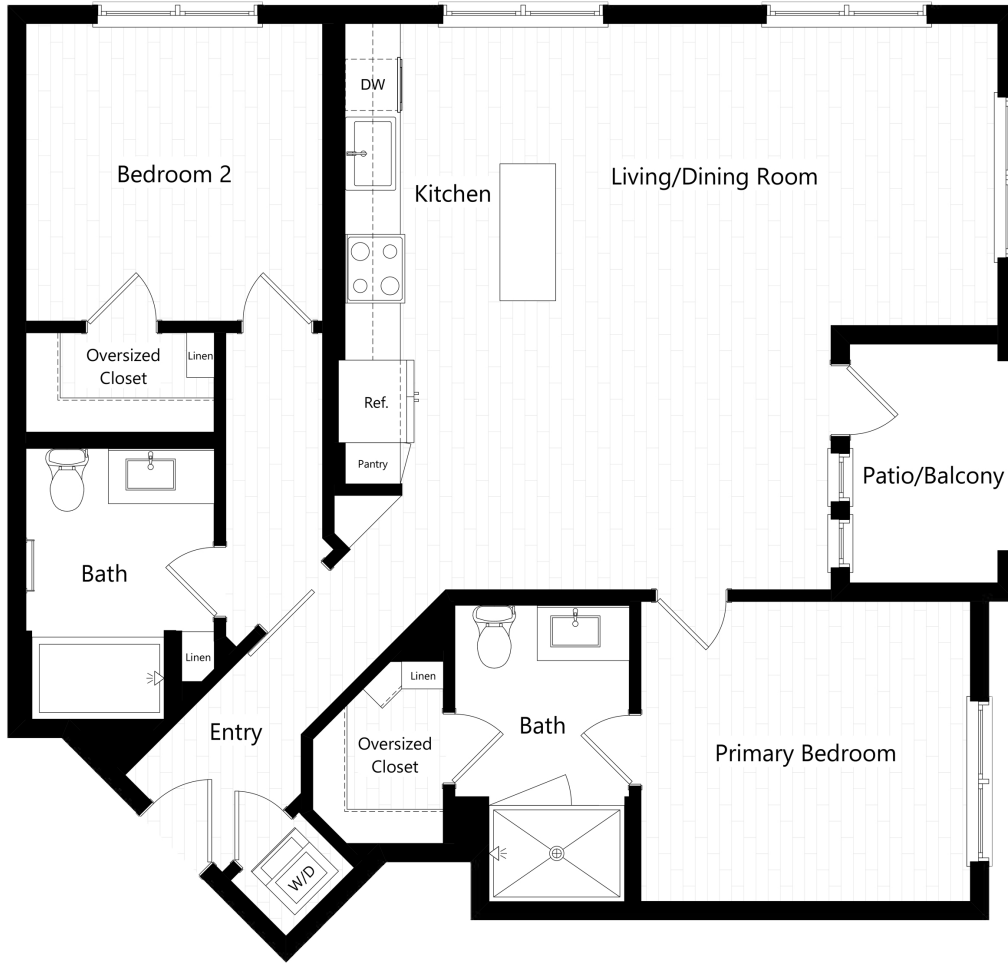 DW
Bedroom 2
Living/Dining Room
Kitchen
Oversized
Closet
Linen
Ref.
Pantry
Patio/Balcony
Bath
Linen
Linen
Entry
Bath
Oversized
Closet
Primary Bedroom
W/D